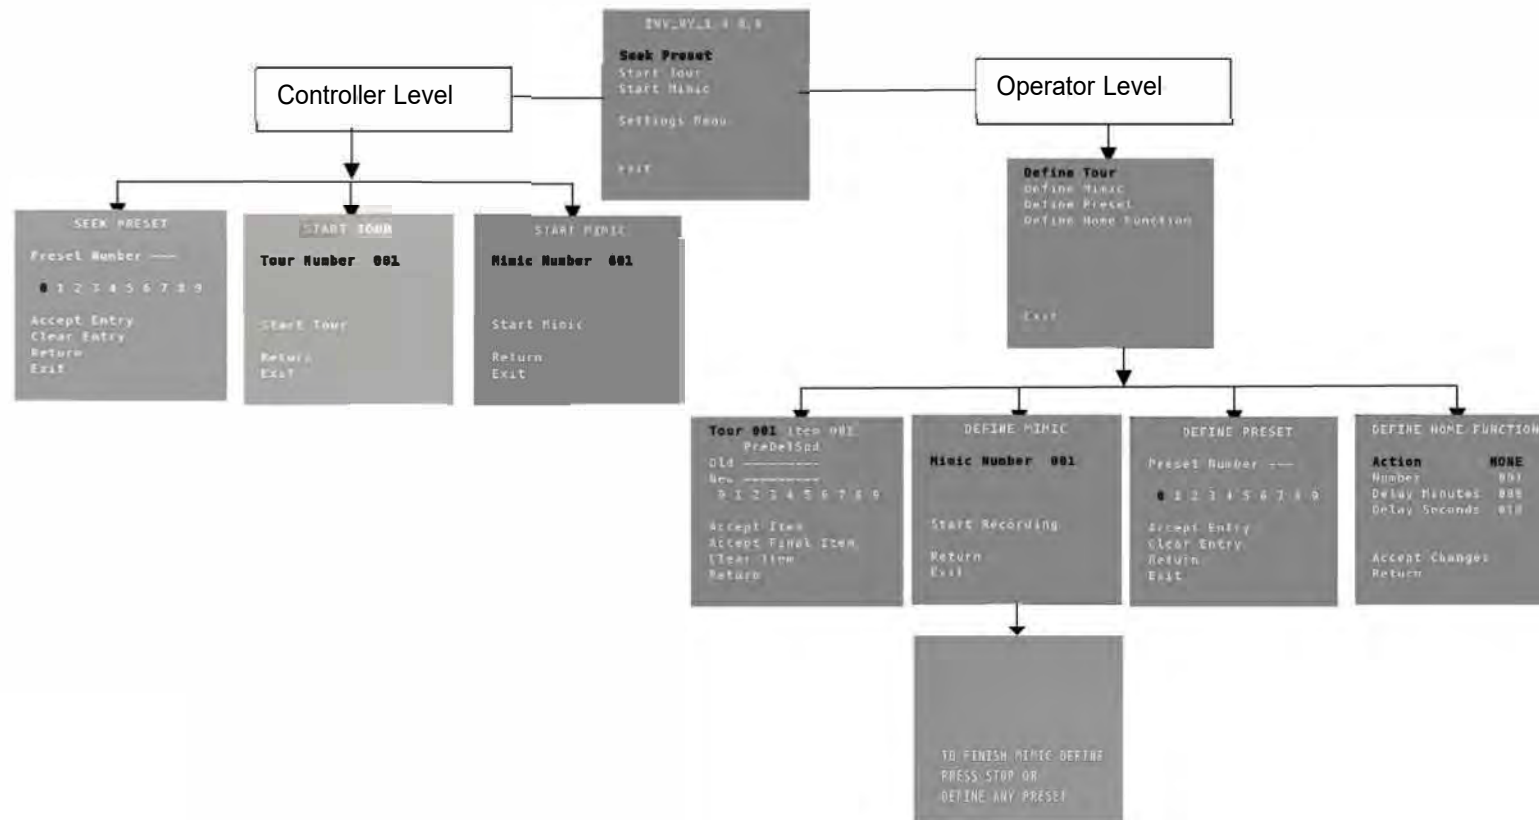 Seek Preset
Start Tour
Start Mimic
Settings Menu
Exit
Controller Level
Operator Level
SEEK PRESET
Preset Number ---
0 1 2 3 4 5 6 7 8 9
Accept Entry
Clear Entry
Return
Exit
START TOUR
Tour Number 001
Start Tour
Return
Exit
START MIMIC
Mimic Number 001
Start Mimic
Return
Exit
Define Tour
Define Mimic
Define Preset
Define Home Function
Exit
Tour 001 Item 001
PreDelSpd
Old ---------
New ---------
0 1 2 3 4 5 6 7 8 9
Accept Item
Accept Final Item
Clear Item
Return
DEFINE MIMIC
Mimic Number 001
Start Recording
Return
Exit
DEFINE PRESET
Preset Number ---
0 1 2 3 4 5 6 7 8 9
Accept Entry
Clear Entry
Return
Exit
DEFINE HOME FUNCTION
Action NONE
Number 001
Delay Minutes 000
Delay Seconds 010
Accept Changes
Return
TO FINISH MIMIC DEFINE
PRESS STOP OR
DEFINE ANY PRESET